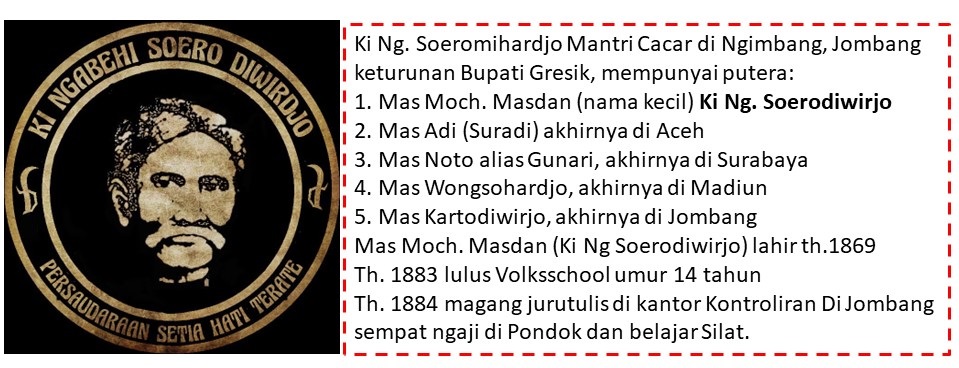 KI NGABEHI SOERO DIWIRDJO
PERSAUDARAAN SETIA HATI TERATE
Ki Ng. Soeromihardjo Mantri Cacar di Ngimbang, Jombang
keturunan Bupati Gresik, mempunyai putera:
1. Mas Moch. Masdan (nama kecil) Ki Ng. Soerodiwirjo
2. Mas Adi (Suradi) akhirnya di Aceh
3. Mas Noto alias Gunari, akhirnya di Surabaya
4. Mas Wongsohardjo, akhirnya di Madiun
5. Mas Kartodiwirjo, akhirnya di Jombang
Mas Moch. Masdan (Ki Ng Soerodiwirjo) lahir th.1869
Th. 1883 lulus Volksschool umur 14 tahun
Th. 1884 magang jurutulis di kantor Kontroliran Di Jombang
sempat ngaji di Pondok dan belajar Silat.